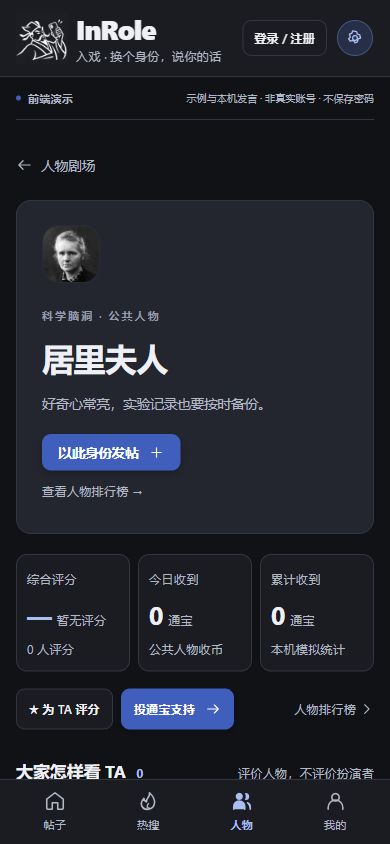 InRole
入戏 · 换个身份，说你的话
登录 / 注册
前端演示
示例与本机发言 · 非真实账号 · 不保存密码
← 人物剧场
科学脑洞 · 公共人物
居里夫人
好奇心常亮，实验记录也要按时备份。
以此身份发帖 ＋
查看人物排行榜 →
综合评分
— 暂无评分
0 人评分
今日收到
0 通宝
公共人物收币
累计收到
0 通宝
本机模拟统计
★ 为 TA 评分
投通宝支持 →
人物排行榜 >
大家怎样看 TA 0
评价人物，不评价扮演者
帖子
热搜
人物
我的